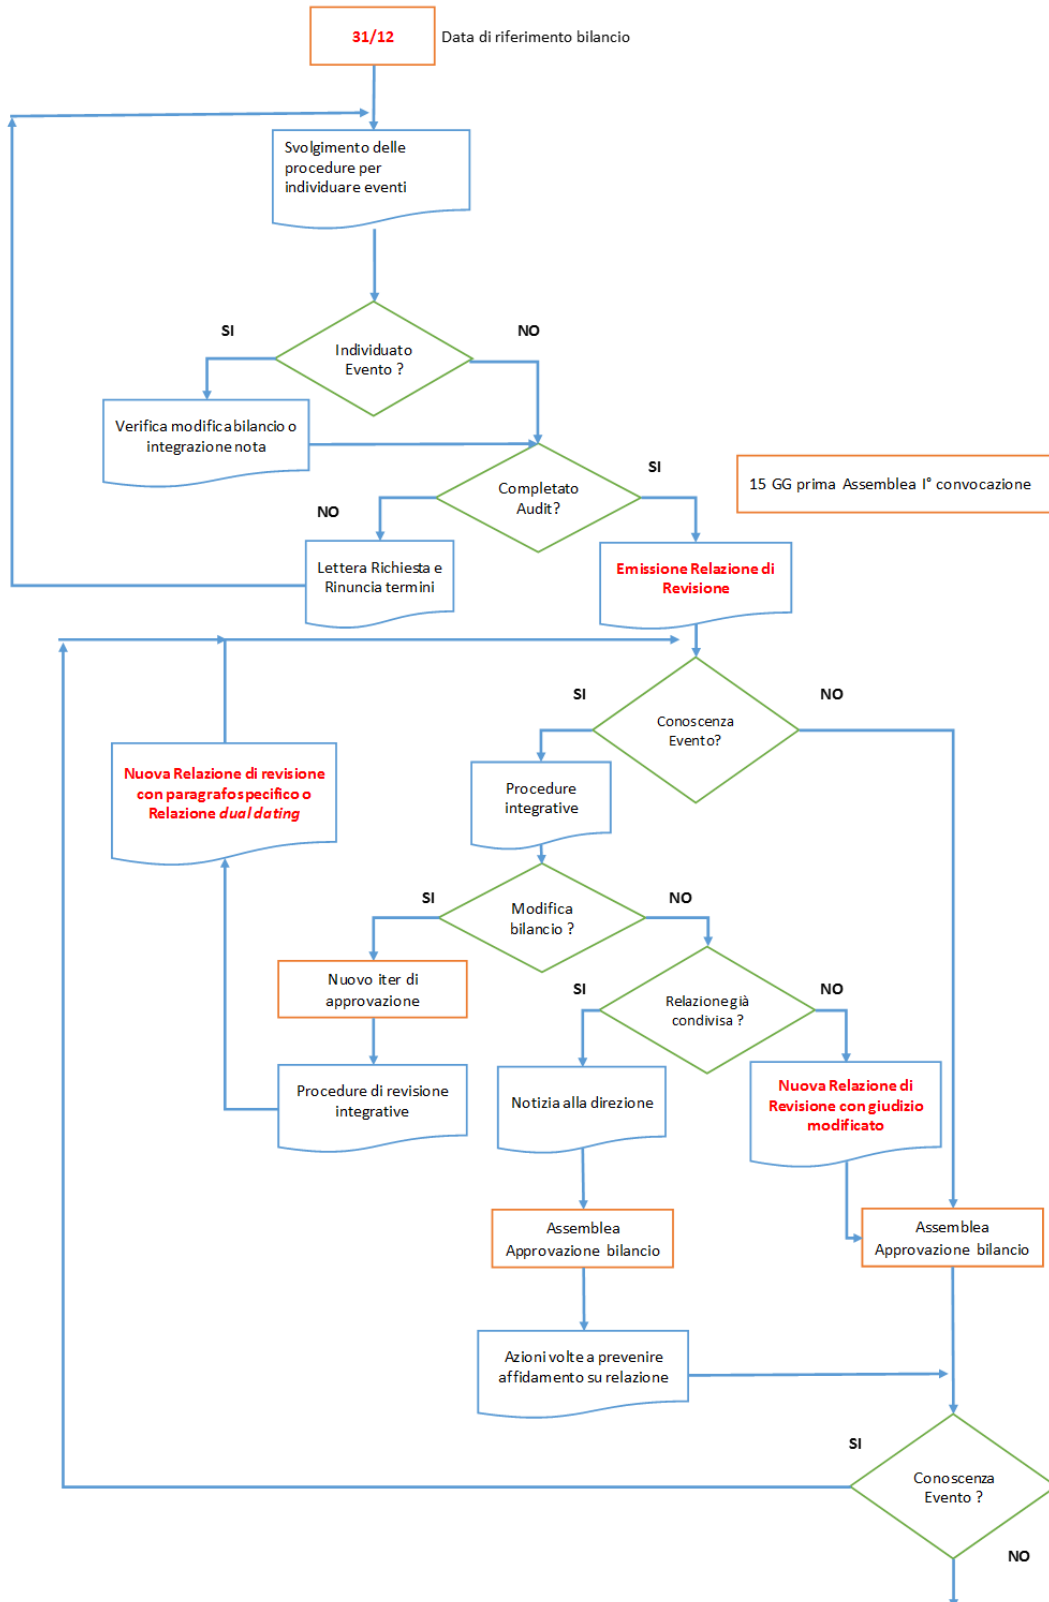 31/12
Data di riferimento bilancio
Svolgimento delle
procedure per
individuare eventi
SI
NO
Individuato
Evento ?
Verifica modifica bilancio o
integrazione nota
SI
Completato
Audit?
15 GG prima Assemblea I° convocazione
NO
Lettera Richiesta e
Rinuncia termini
Emissione Relazione di
Revisione
SI
NO
Conoscenza
Evento?
Nuova Relazione di revisione
con paragrafo specifico o
Relazione dual dating
Procedure
integrative
SI
NO
Modifica
bilancio ?
Nuovo iter di
approvazione
SI
NO
Relazione già
condivisa ?
Procedure di revisione
integrative
Notizia alla direzione
Nuova Relazione di
Revisione con giudizio
modificato
Assemblea
Approvazione bilancio
Assemblea
Approvazione bilancio
Azioni volte a prevenire
affidamento su relazione
SI
Conoscenza
Evento ?
NO